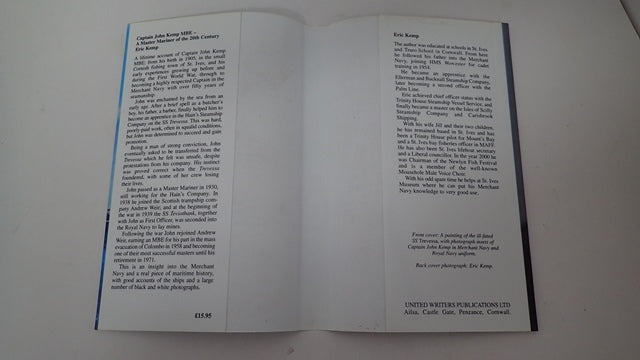 Captain John Kemp MBE –
A Master Mariner of the 20th Century
Eric Kemp
A lifetime account of Captain John Kemp
MBE; from his birth in 1905, in the small
Cornish fishing town of St. Ives, and his
early experiences growing up before and
during the First World War, through to
becoming a highly respected Captain in the
Merchant Navy with over fifty years of
seamanship.
John was enchanted by the sea from an
early age. After a brief spell as a butcher's
boy, his father, a barber, finally helped him to
become an apprentice in the Hain's Steamship
Company on the SS Trevessa. This was hard,
poorly-paid work, often in squalid conditions,
but John was determined to succeed and gain
promotion.
Being a man of strong conviction, John
eventually asked to be transferred from the
Trevessa which he felt was unsafe, despite
protestations from his company. His instinct
was proved correct when the Trevessa
foundered, with some of her crew losing
their lives.
John passed as a Master Mariner in 1930,
still working for the Hain's Company. In
1938 he joined the Scottish trampship com-
pany Andrew Weir, and at the beginning of
the war in 1939 the SS Leviathank, together
with John as First Officer, was seconded into
the Royal Navy to lay mines.
Following the war John rejoined Andrew
Weir, earning an MBE for his part in the mass
evacuation of Colombo in 1958 and becoming
one of their most successful masters until his
retirement in 1971.
This is an insight into the Merchant
Navy and a real piece of maritime history,
with good accounts of the ships and a large
number of black and white photographs.
£15.95
Eric Kemp
The author was educated at schools in St. Ives
and Truro School in Cornwall. From here
he followed his father into the Merchant
Navy, joining HMS Worcester for cadet
training in 1954.
He became an apprentice with the
Ellerman and Bucknall Steamship Company,
later becoming a second officer with the
Palm Line.
Eric achieved chief officer status with the
Trinity House Steamship Vessel Service, and
finally became a master on the Isles of Scilly
Steamship Company and Carisbrook
Shipping.
With his wife Jill and their two children,
he has remained based in St. Ives and has
been a Trinity House pilot for Mount's Bay
and a St. Ives bay fisheries officer in MAFF.
He has also been St. Ives lifeboat secretary
and a Liberal councillor. In the year 2000 he
was Chairman of the Newlyn Fish Festival
and is a member of the well-known
Mousehole Male Voice Choir.
With his odd spare time he helps at St. Ives
Museum where he can put his Merchant
Navy knowledge to very good use.
Front cover: A painting of the ill-fated
SS Trevessa, with photograph insets of
Captain John Kemp in Merchant Navy and
Royal Navy uniform.
Back cover photograph: Eric Kemp.
UNITED WRITERS PUBLICATIONS LTD
Ailsa, Castle Gate, Penzance, Cornwall.